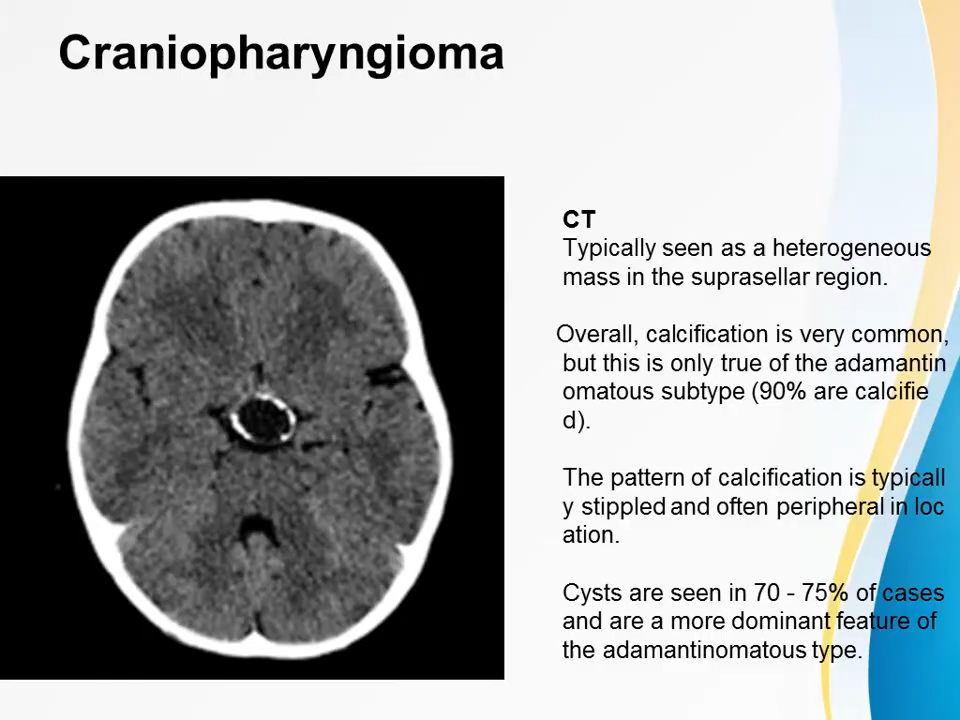 Craniopharyngioma
CT
Typically seen as a heterogeneous
mass in the suprasellar region.
Overall, calcification is very common,
but this is only true of the adamantin
omatous subtype (90% are calcifie
d).
The pattern of calcification is typicall
y stippled and often peripheral in loc
ation.
Cysts are seen in 70 - 75% of cases
and are a more dominant feature of
the adamantinomatous type.